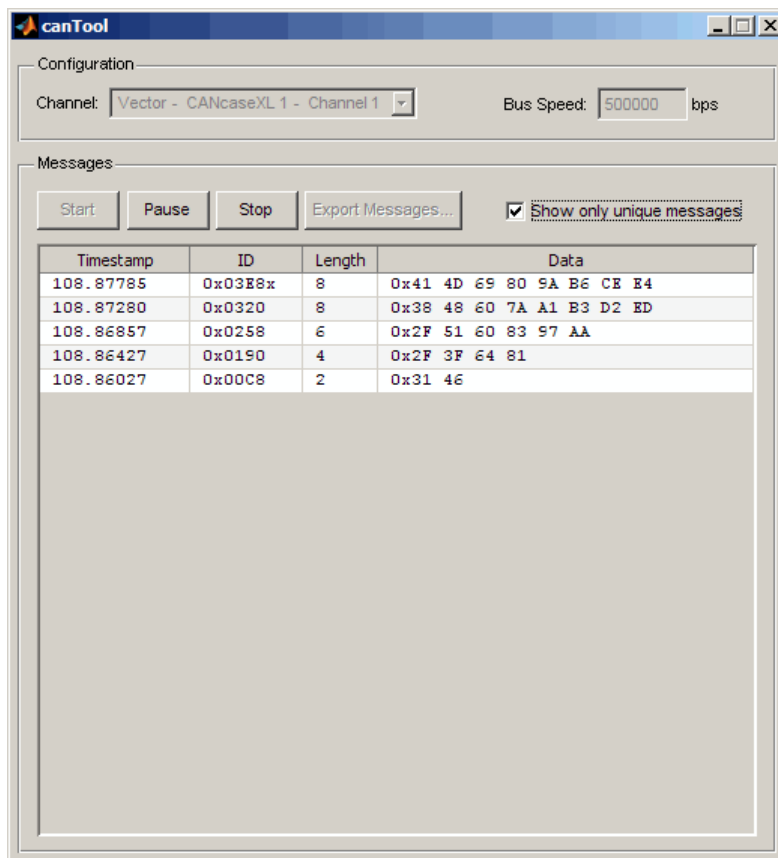 canTool
Configuration
Channel: Vector - CANcaseXL 1 - Channel 1 Bus Speed: 500000 bps
Messages
Start Pause Stop Export Messages... Show only unique messages
Timestamp ID Length Data
108.87785 0x03E8x 8 0x41 4D 69 80 9A B6 CE E4
108.87280 0x0320 8 0x38 48 60 7A A1 B3 D2 ED
108.86857 0x0258 6 0x2F 51 60 83 97 AA
108.86427 0x0190 4 0x2F 3F 64 81
108.86027 0x00C8 2 0x31 46